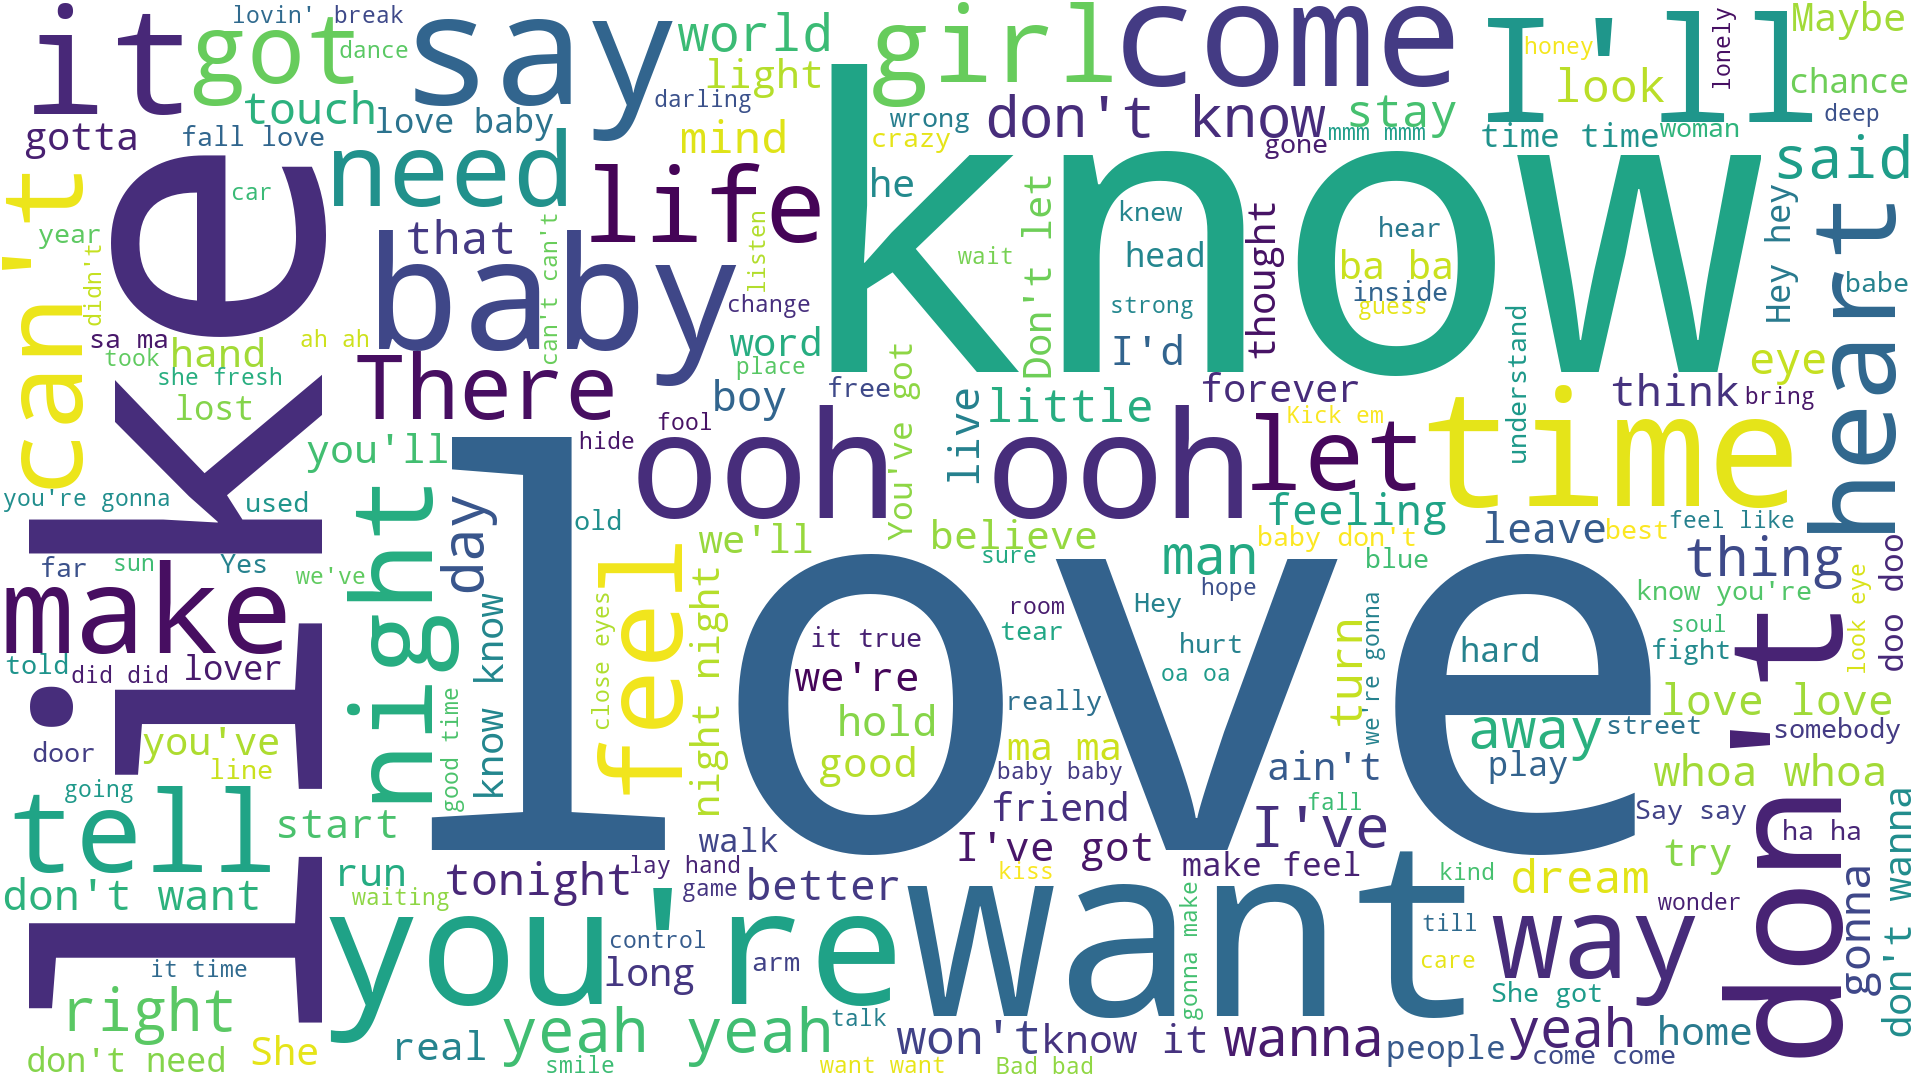 lovin' break
it
got
dance
say
world
girl
come
I'll
honey
lonely
Maybe
light
look
chance
touch
darling
gotta
fall love
love baby
mind
wrong
crazy
don't know
gone
stay
mmm mmm
time time
woman
deep
said
can't
like
car
need
life
know
he
knew
hear
head
ba ba
inside
guess
strong
I'd
thought
Don't let
wait
Hey hey
heart
babe
year
didn't
that
baby
can't can't
listen
change
sa ma
took
hand
ah ah
she fresh
lost
There
word
place
boy
free
You've got
live
little
forever
Kick em
understand
think
eye
bring
fool
hide
you'll
ooh ooh
let
time
you're gonna
used
night
day
old
love
feeling
leave
best
feel like
we'll
believe
baby don't
man
blue
thing
sure
far
sun
Yes
we've
make
feel
night night
know know
close eyes
room
tear
Hey
hope
hurt
oa oa
turn
we're gonna
hard
know you're
soul
fight
look eye
doo doo
don't
told
did did
lover
it true
we're
hold
good
really
ma ma
baby baby
away
street
love love
somebody
door
you've
line
good time
ain't
play
whoa whoa
going
tell
start
friend
I've
fall
Say say
ha ha
don't wanna
walk
I've got
make feel
try
run
tonight
lay hand
game
better
kiss
kind
dream
don't want
waiting
you're
want
gonna make
till
way
wonder
gonna
control
long
arm
care
it time
She got
right
yeah yeah
talk
won't
know it
wanna
people
yeah
home
come come
don't need
She
real
smile
want want
Bad bad